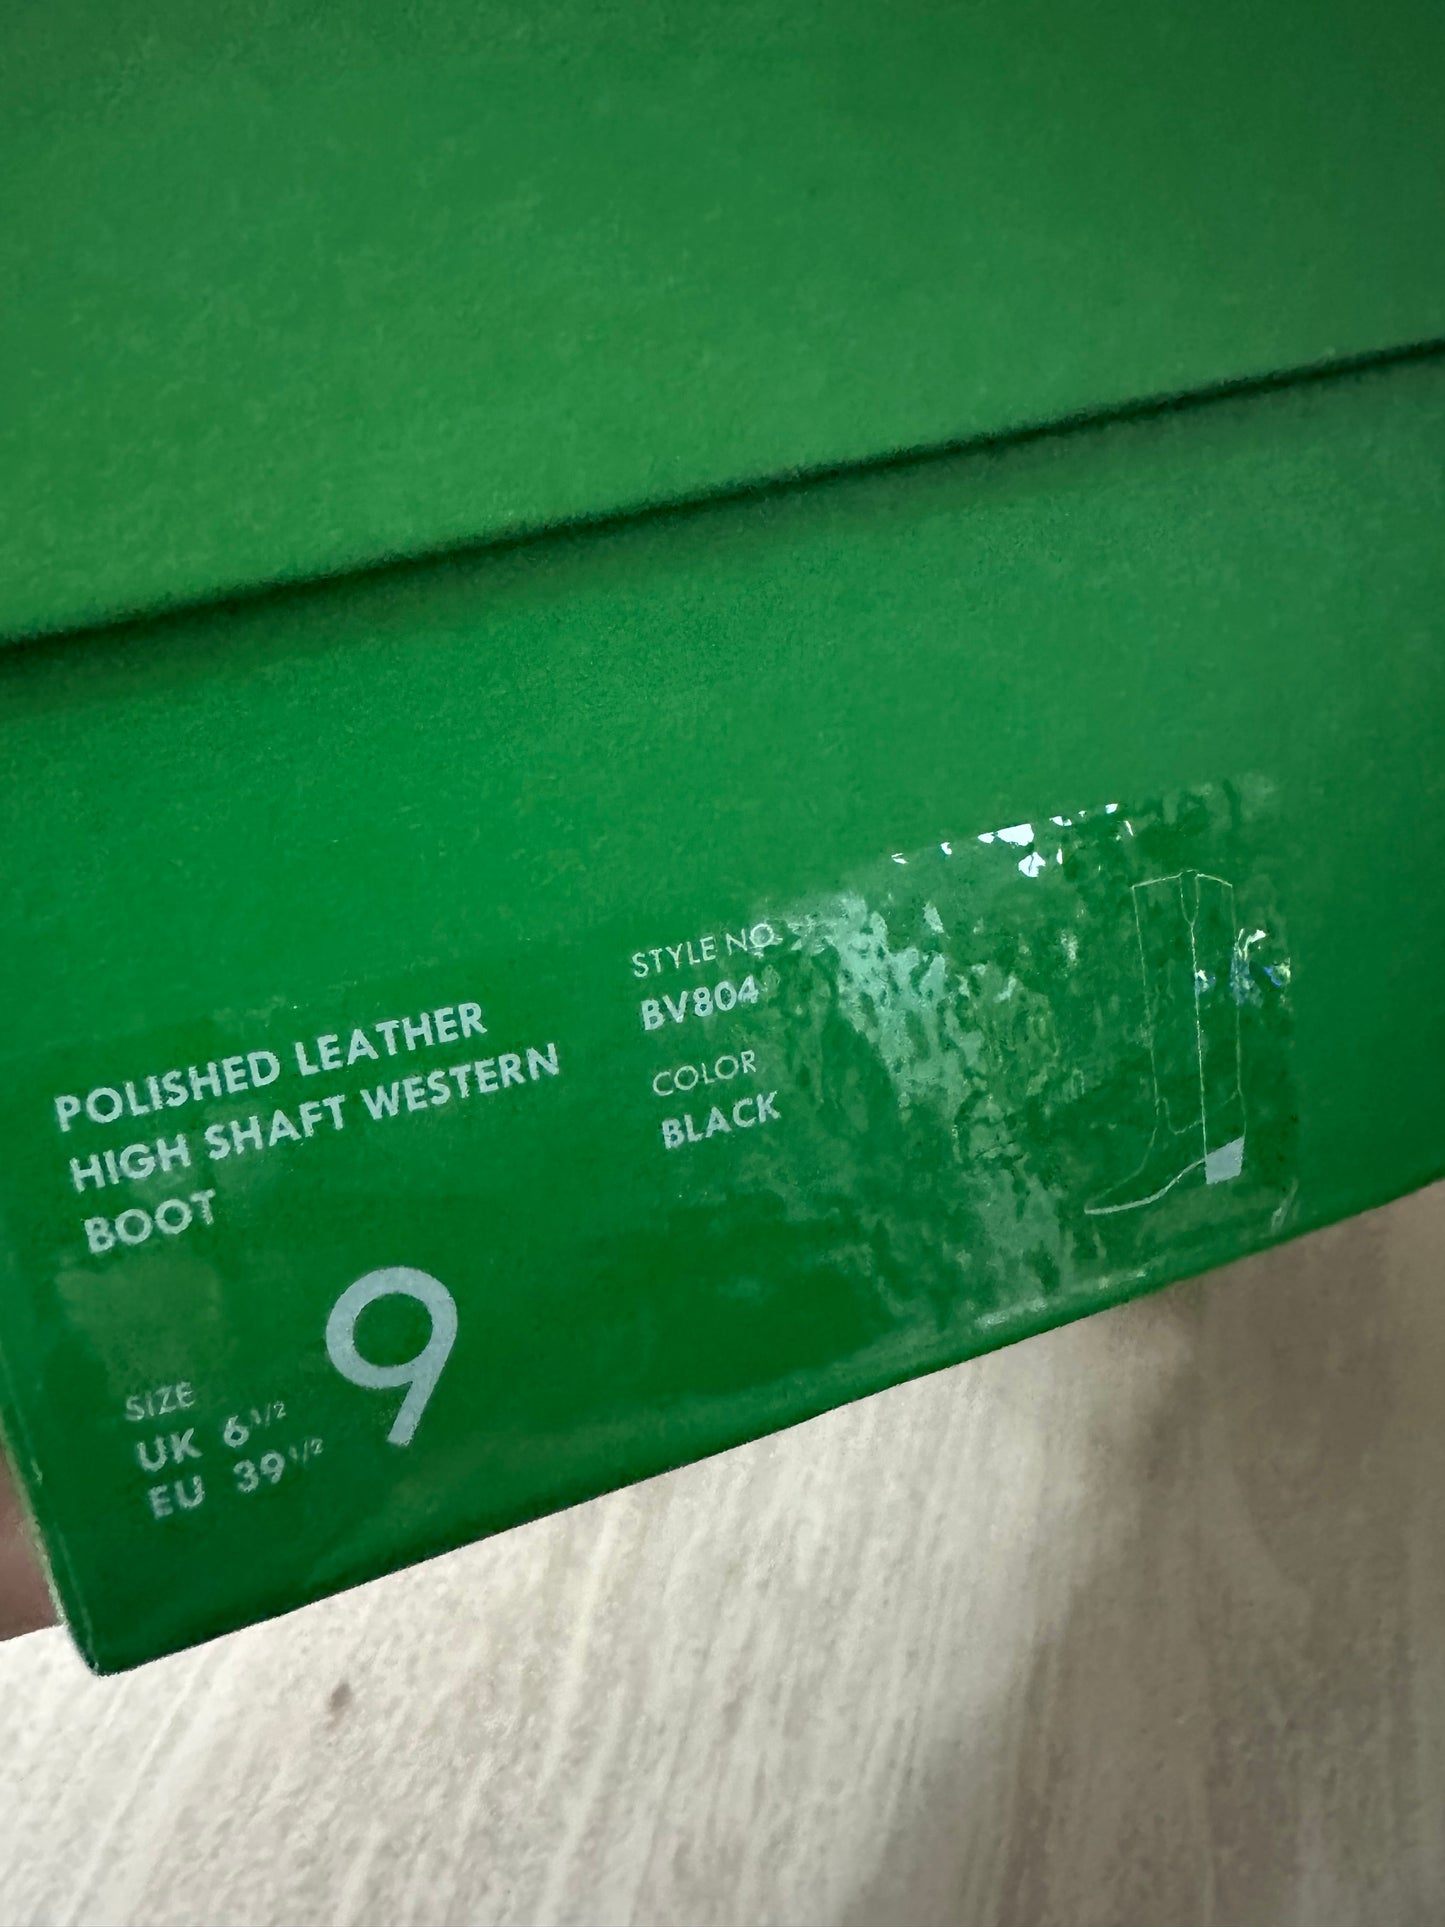 POLISHED LEATHER
HIGH SHAFT WESTERN
BOOT
STYLE NO.
BV804
COLOR
BLACK
SIZE
UK 6 1/2
EU 39 1/2
9